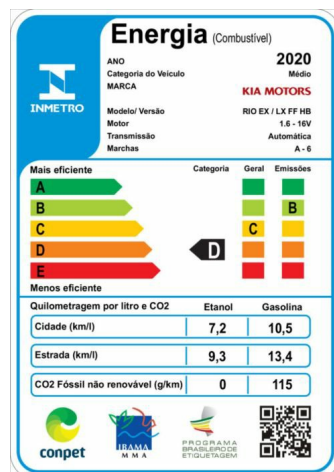 Energia (Combustível)
ANO 2020
Categoria do Veículo Médio
MARCA KIA MOTORS
INMETRO
Modelo/ Versão RIO EX / LX FF HB
Motor 1.6 - 16V
Transmissão Automática
Marchas A - 6
Mais eficiente Categoria Geral Emissões
A
B B
C C
D D
E
Menos eficiente
Quilometragem por litro e CO2 Etanol Gasolina
Cidade (km/l) 7,2 10,5
Estrada (km/l) 9,3 13,4
CO2 Fóssil não renovável (g/km) 0 115
conpet
IBAMA
MMA
PROGRAMA
BRASILEIRO DE
ETIQUETAGEM